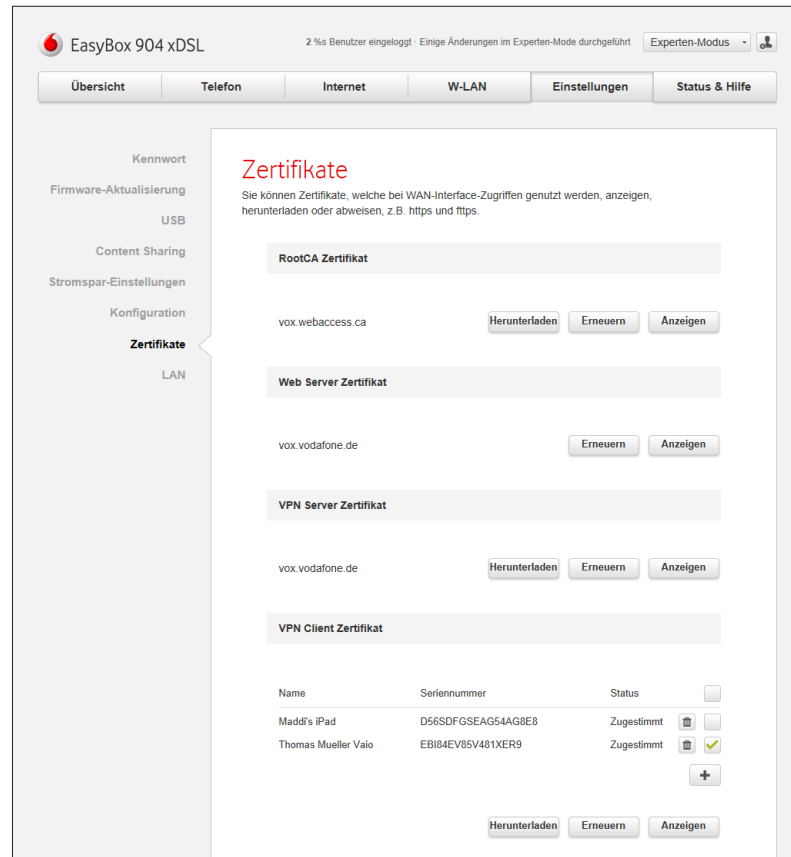 EasyBox 904 xDSL
2 %s Benutzer eingeloggt · Einige Änderungen im Experten-Mode durchgeführt
Experten-Modus
Übersicht Telefon Internet W-LAN Einstellungen Status & Hilfe
Kennwort
Firmware-Aktualisierung
USB
Content Sharing
Stromspar-Einstellungen
Konfiguration
Zertifikate
LAN
Zertifikate
Sie können Zertifikate, welche bei WAN-Interface-Zugriffen genutzt werden, anzeigen,
herunterladen oder abweisen, z.B. https und fttps.
RootCA Zertifikat
vox.webaccess.ca Herunterladen Erneuern Anzeigen
Web Server Zertifikat
vox.vodafone.de Erneuern Anzeigen
VPN Server Zertifikat
vox.vodafone.de Herunterladen Erneuern Anzeigen
VPN Client Zertifikat
Name Seriennummer Status
Maddi's iPad D56SDFGSEAG54AG8E8 Zugestimmt
Thomas Mueller Vaio EBI84EV85V481XER9 Zugestimmt
Herunterladen Erneuern Anzeigen